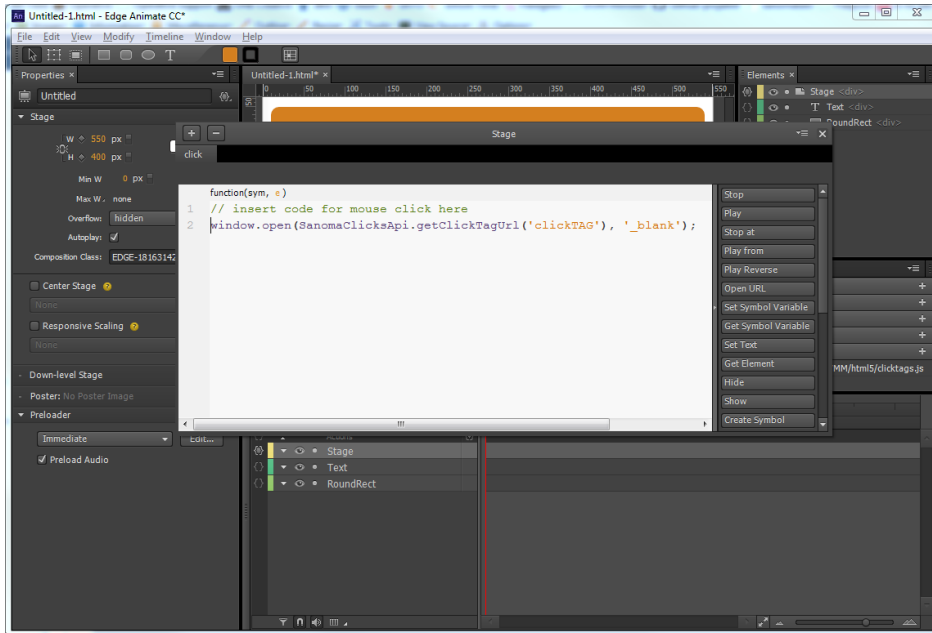 Untitled-1.html - Edge Animate CC*
File Edit View Modify Timeline Window Help
T
Properties ×
Untitled
Stage
W 550 px
H 400 px
Min W 0 px
Max W none
Overflow: hidden
Autoplay:
Composition Class: EDGE-18163142
Center Stage
None
Responsive Scaling
None
Down-level Stage
Poster: No Poster Image
Preloader
Immediate
Edit...
Preload Audio
Untitled-1.html* ×
0 50 100 150 200 250 300 350 400 450 500 550
Stage
click
function(sym, e)
1 // insert code for mouse click here
2 window.open(SanomaClicksApi.getClickTagUrl('clickTAG'), '_blank');
Stop
Play
Stop at
Play from
Play Reverse
Open URL
Set Symbol Variable
Get Symbol Variable
Set Text
Get Element
Hide
Show
Create Symbol
Elements ×
Stage <div>
T Text <div>
RoundRect <div>
MM/html5/clicktags.js
Actions
Stage
Text
RoundRect